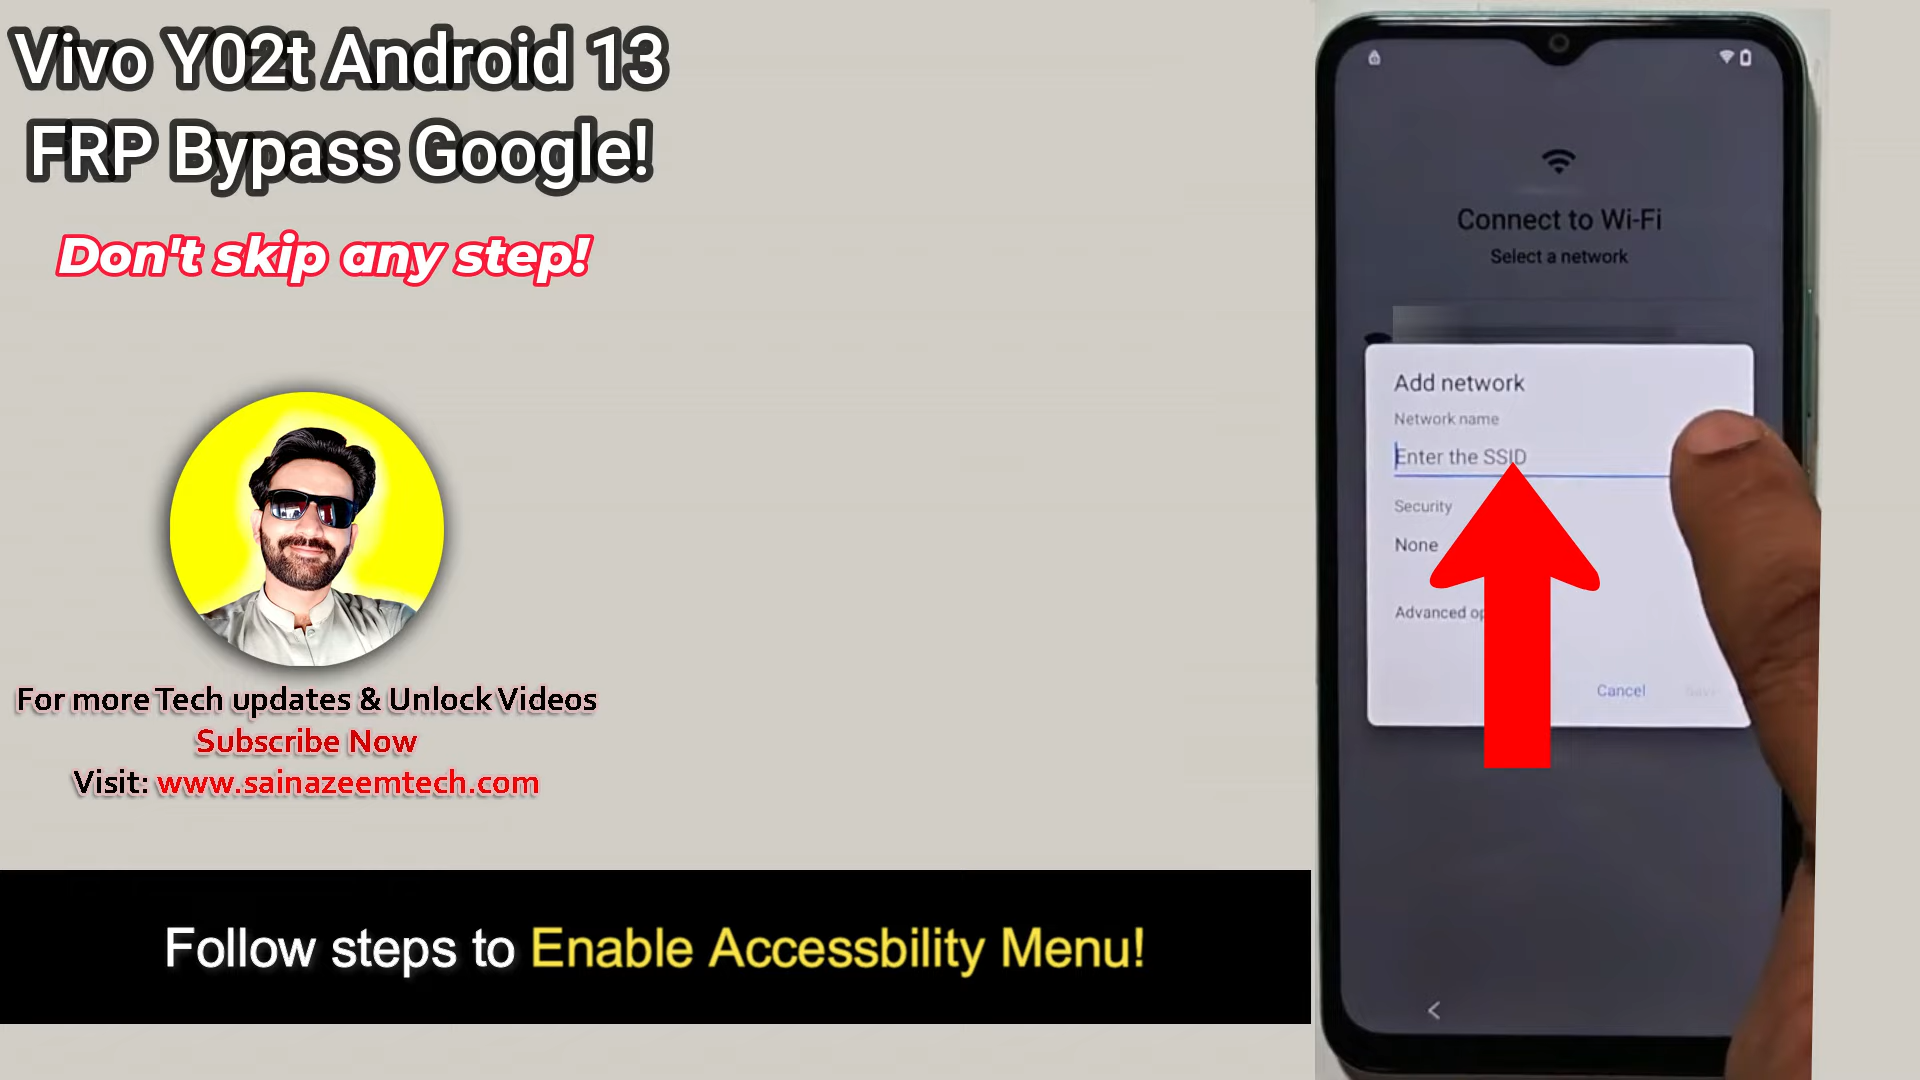 Vivo Y02t Android 13
FRP Bypass Google!
Don't skip any step!
For more Tech updates & Unlock Videos
Subscribe Now
Visit: www.sainazeemtech.com
Follow steps to Enable Accessbility Menu!
Connect to Wi-Fi
Select a network
Add network
Network name
Enter the SSID
Security
None
Advanced
Cancel